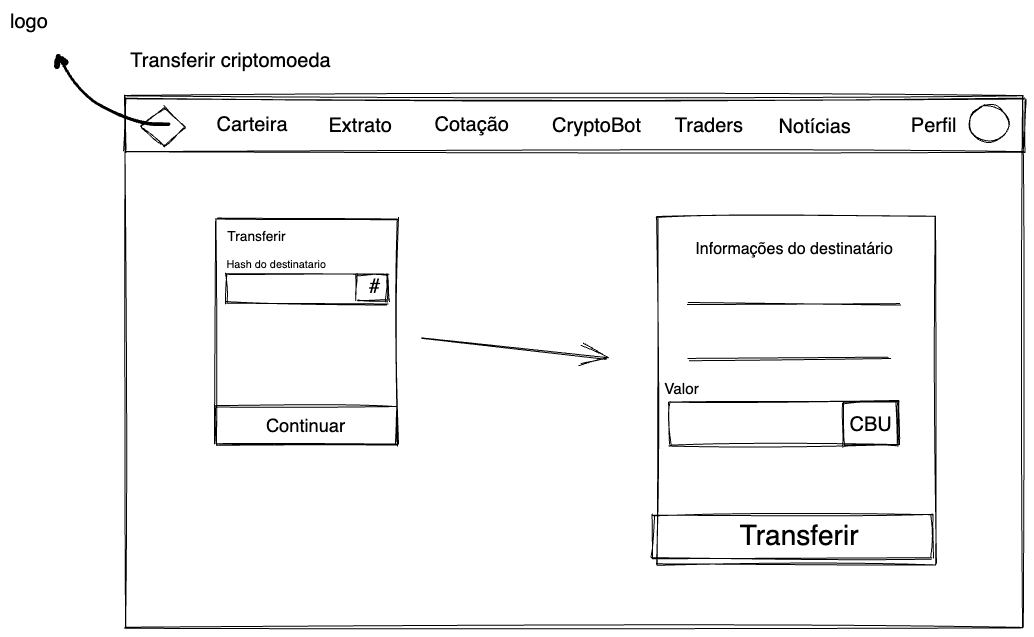 logo
Transferir criptomoeda
Carteira Extrato Cotação CryptoBot Traders Notícias Perfil
Transferir
Hash do destinatario
#
Continuar
Informações do destinatário
Valor
CBU
Transferir